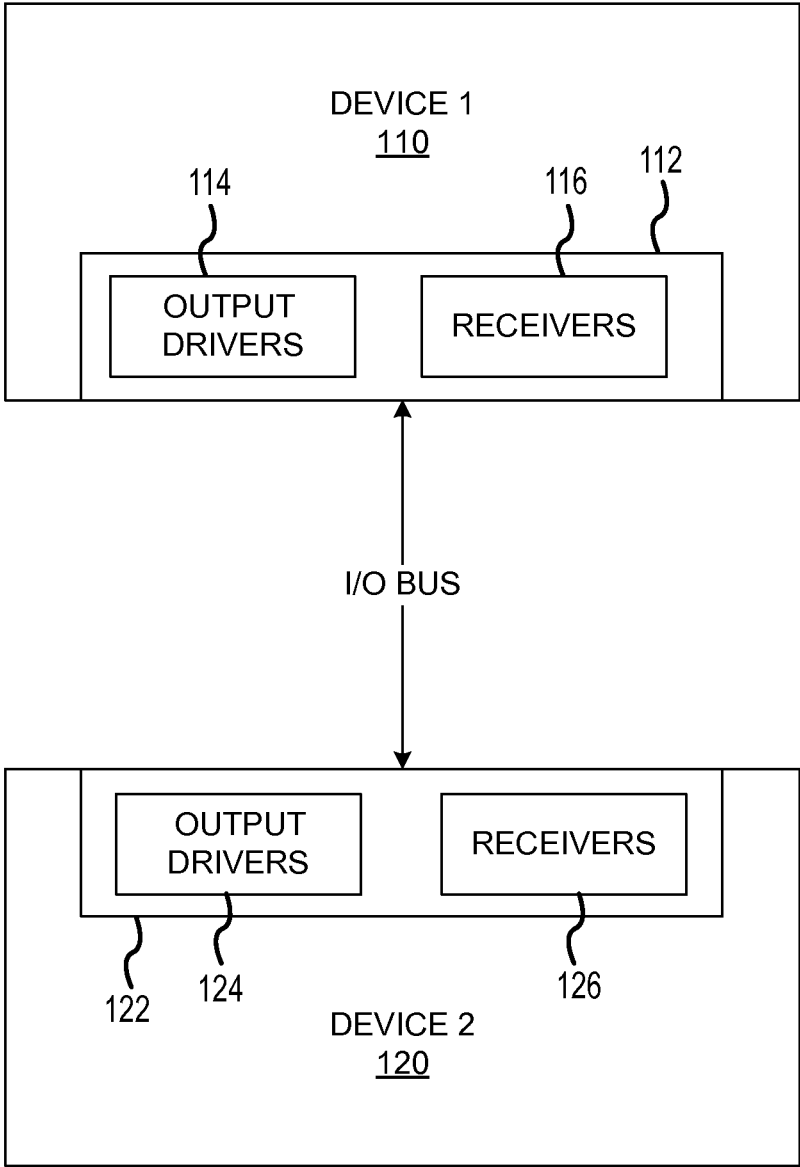 DEVICE 1
110
114
116
112
OUTPUT
DRIVERS
RECEIVERS
I/O BUS
OUTPUT
DRIVERS
RECEIVERS
122
124
126
DEVICE 2
120